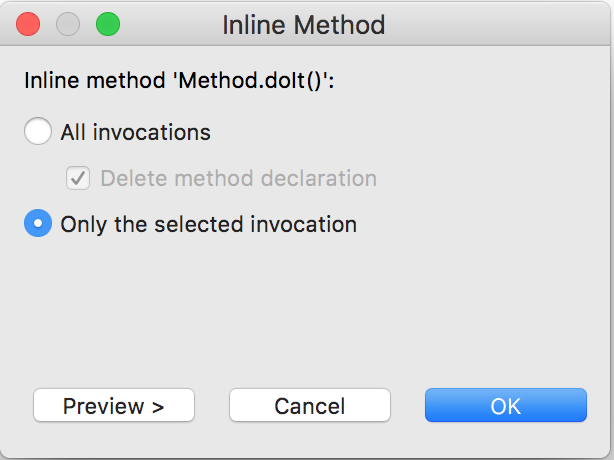 Inline Method
Inline method 'Method.doIt()':
All invocations
Delete method declaration
Only the selected invocation
Preview >
Cancel
OK